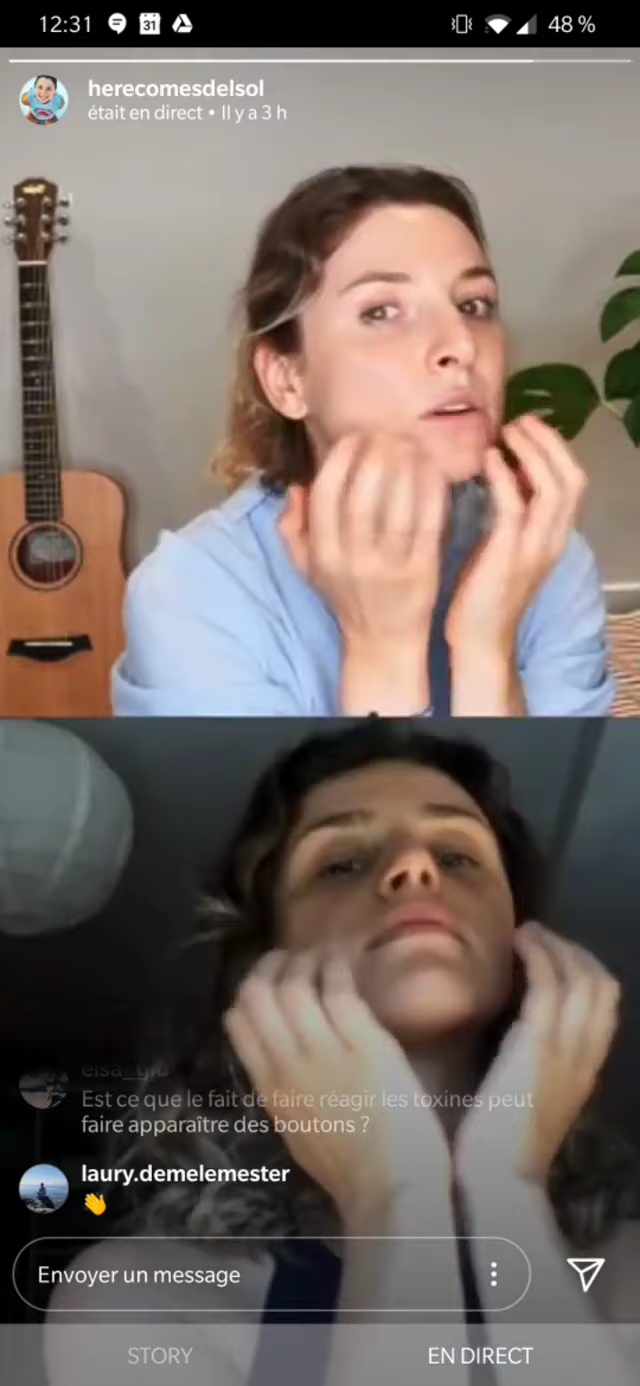 12:31
31
48 %
herecomesdelsol
était en direct • Il y a 3 h
elsa_glo
Est ce que le fait de faire réagir les toxines peut
faire apparaître des boutons ?
laury.demelemester
👋
Envoyer un message
STORY
EN DIRECT